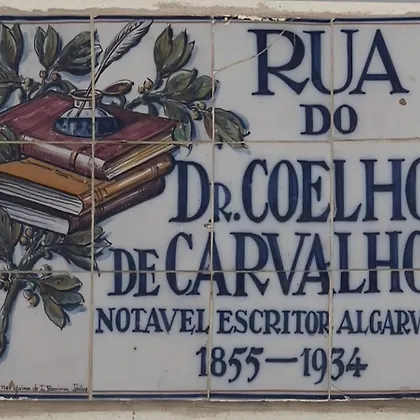 RUA
DO
DR. COELHO
DE CARVALHO
NOTAVEL ESCRITOR ALGARV
1855—1934